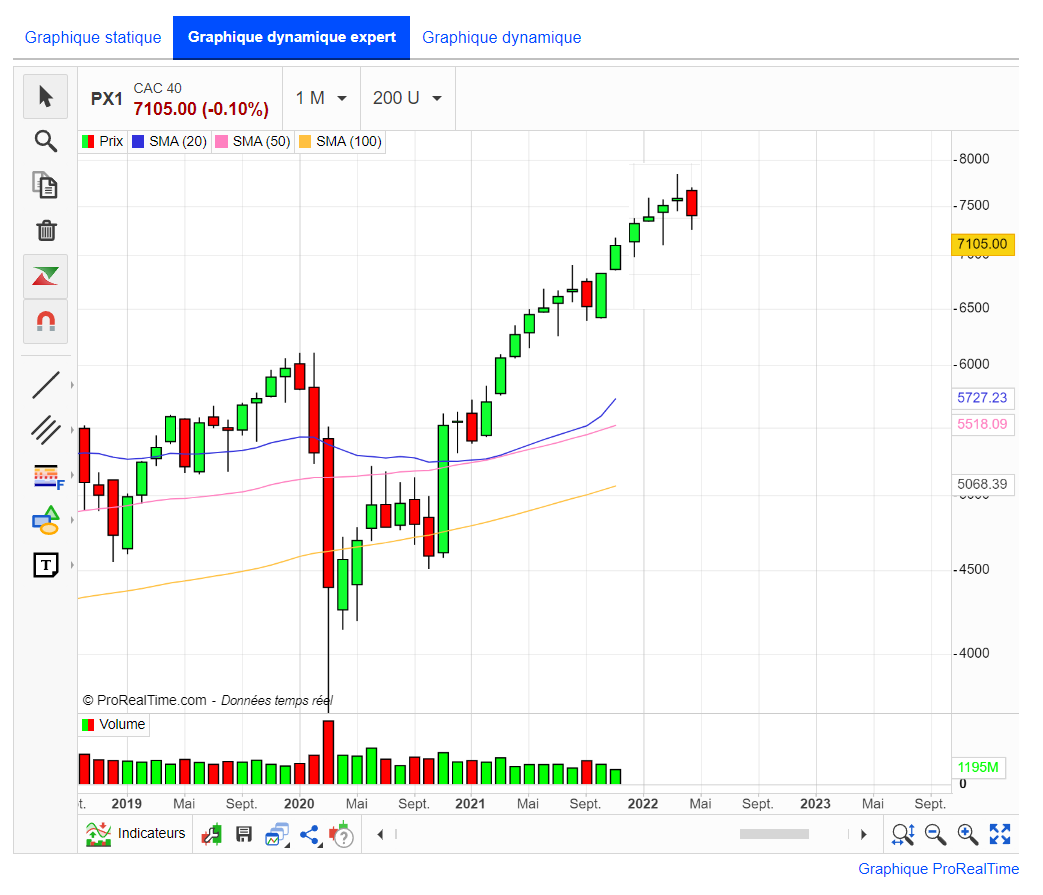 Graphique statique
Graphique dynamique expert
Graphique dynamique
PX1
CAC 40
7105.00 (-0.10%)
1 M
200 U
Prix
SMA (20)
SMA (50)
SMA (100)
8000
7500
7105.00
6500
6000
5727.23
5518.09
5068.39
4500
4000
© ProRealTime.com - Données temps réel
Volume
1195M
0
2019 Mai Sept. 2020 Mai Sept. 2021 Mai Sept. 2022 Mai Sept. 2023 Mai Sept.
F
T
Indicateurs
?
Graphique ProRealTime